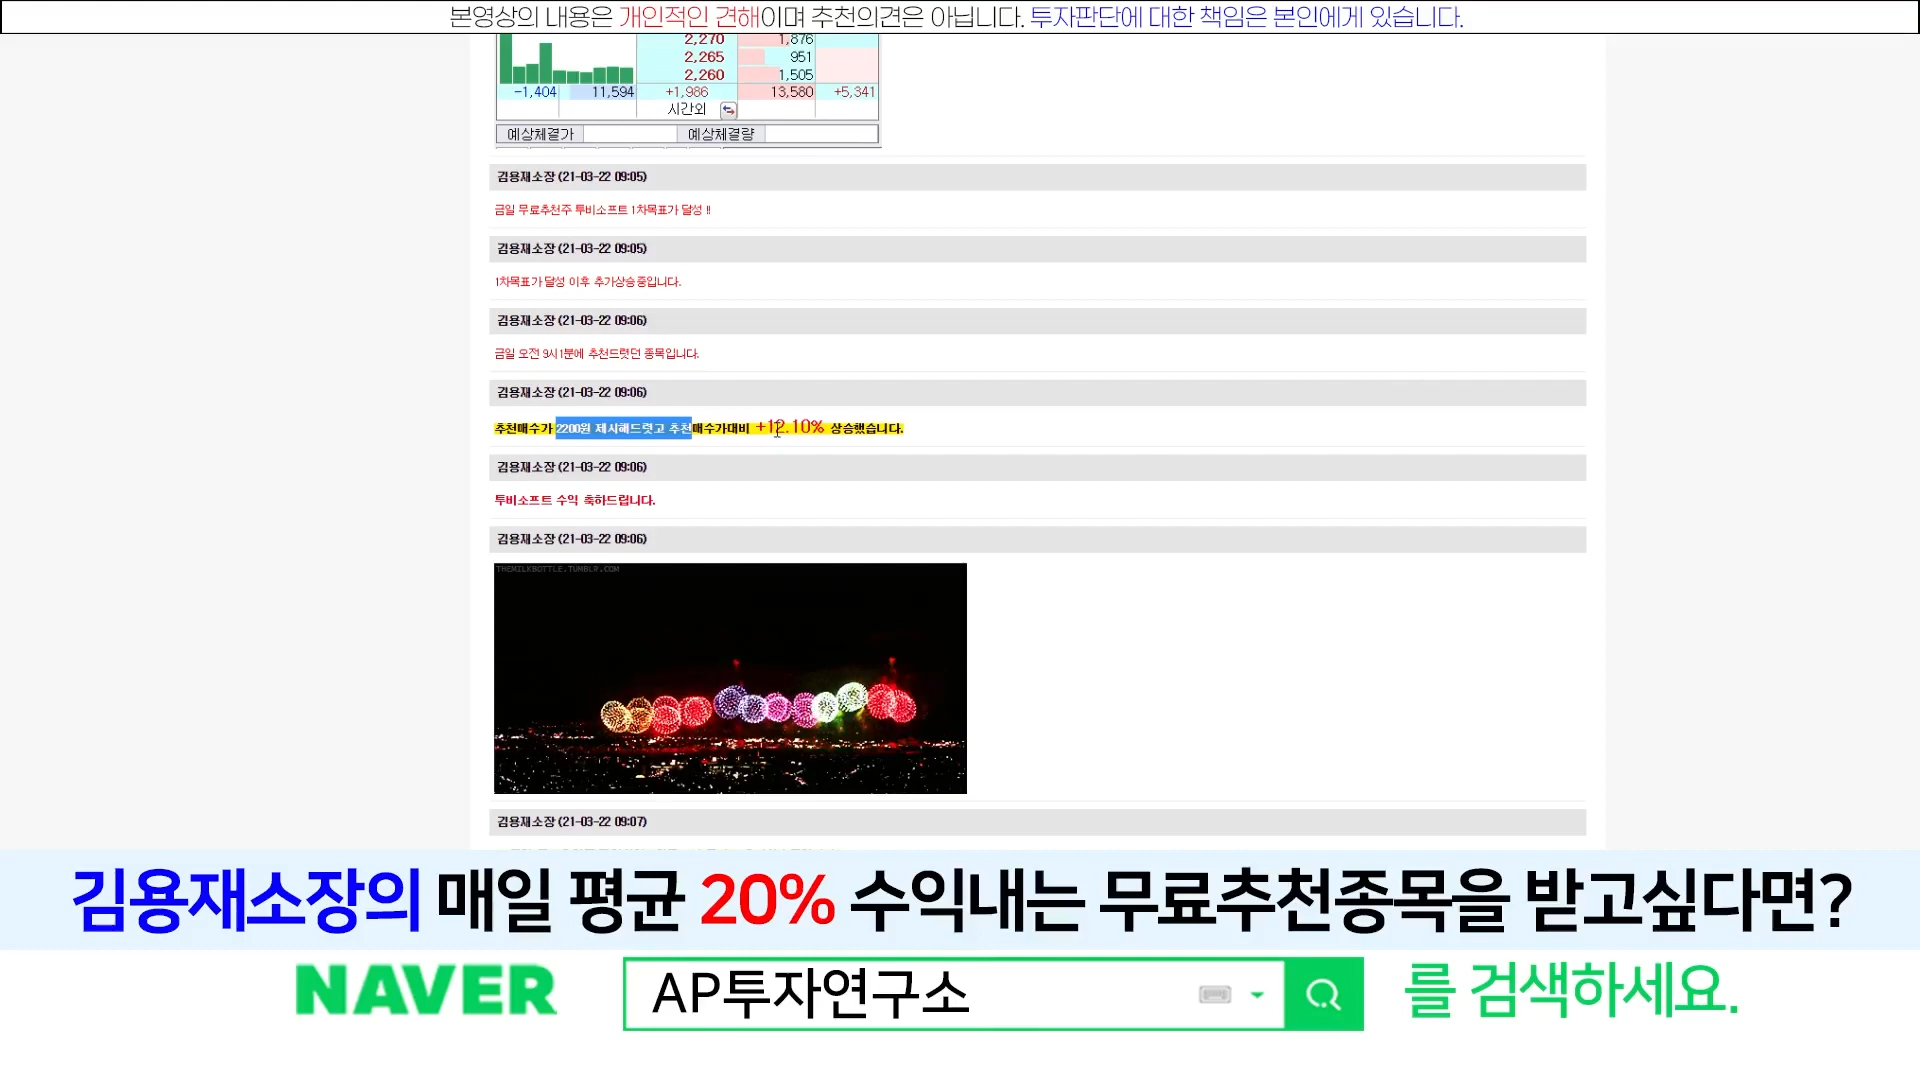 본영상의 내용은 개인적인 견해이며 추천의견은 아닙니다. 투자판단에 대한 책임은 본인에게 있습니다.
2,270 1,876
2,265 951
2,260 1,505
-1,404 11,594 +1,986 13,580 +5,341
시간외
예상체결가 예상체결량
김용재소장 (21-03-22 09:05)
금일 무료추천주 투비소프트 1차목표가 달성 !!
김용재소장 (21-03-22 09:05)
1차목표가 달성 이후 추가상승중입니다.
김용재소장 (21-03-22 09:06)
금일 오전 9시1분에 추천드렷던 종목입니다.
김용재소장 (21-03-22 09:06)
추천매수가 2200원 제시해드렷고 추천매수가대비 +12.10% 상승했습니다.
김용재소장 (21-03-22 09:06)
투비소프트 수익 축하드립니다.
김용재소장 (21-03-22 09:06)
THEMILKBOTTLE.TUMBLR.COM
김용재소장 (21-03-22 09:07)
김용재소장의 매일 평균 20% 수익내는 무료추천종목을 받고싶다면?
NAVER AP투자연구소 를 검색하세요.